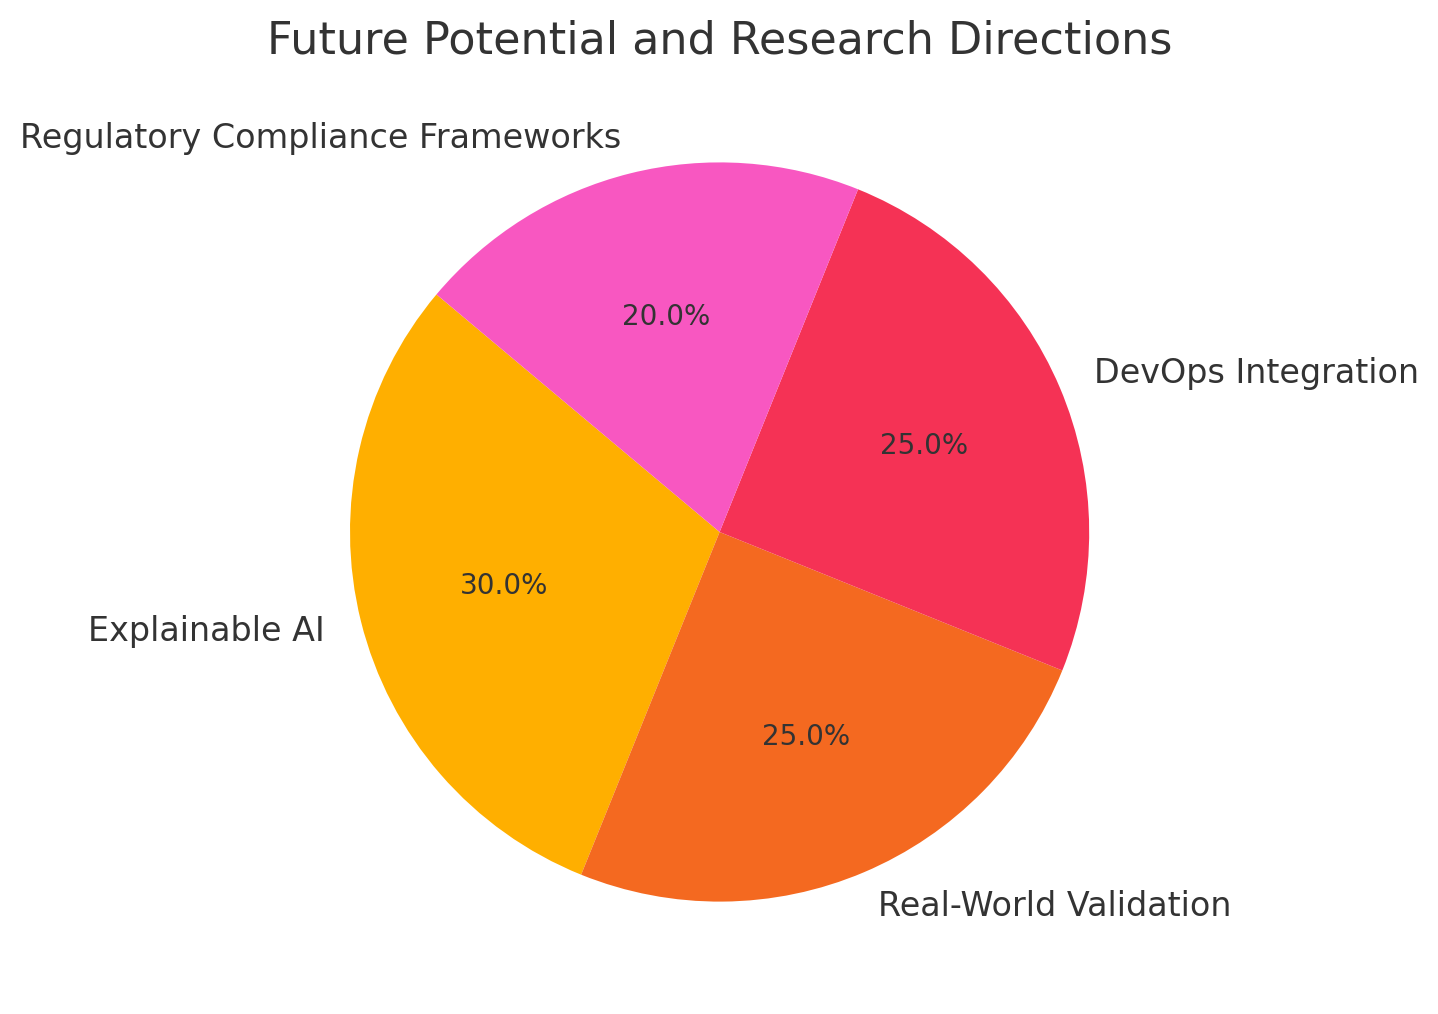 Future Potential and Research Directions
Regulatory Compliance Frameworks
20.0%
DevOps Integration
25.0%
30.0%
Explainable AI
25.0%
Real-World Validation